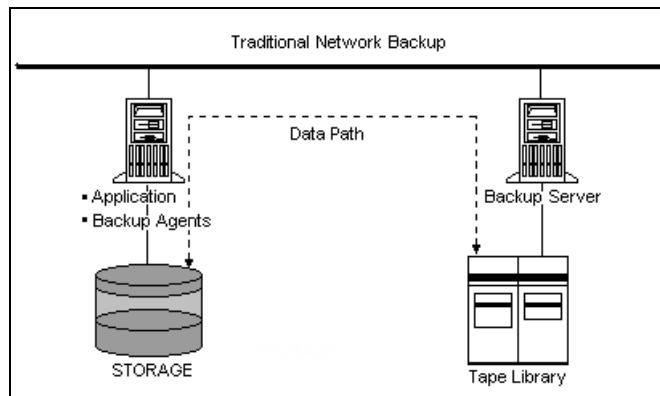 Traditional Network Backup
Data Path
▪ Application
▪ Backup Agents
Backup Server
STORAGE
Tape Library